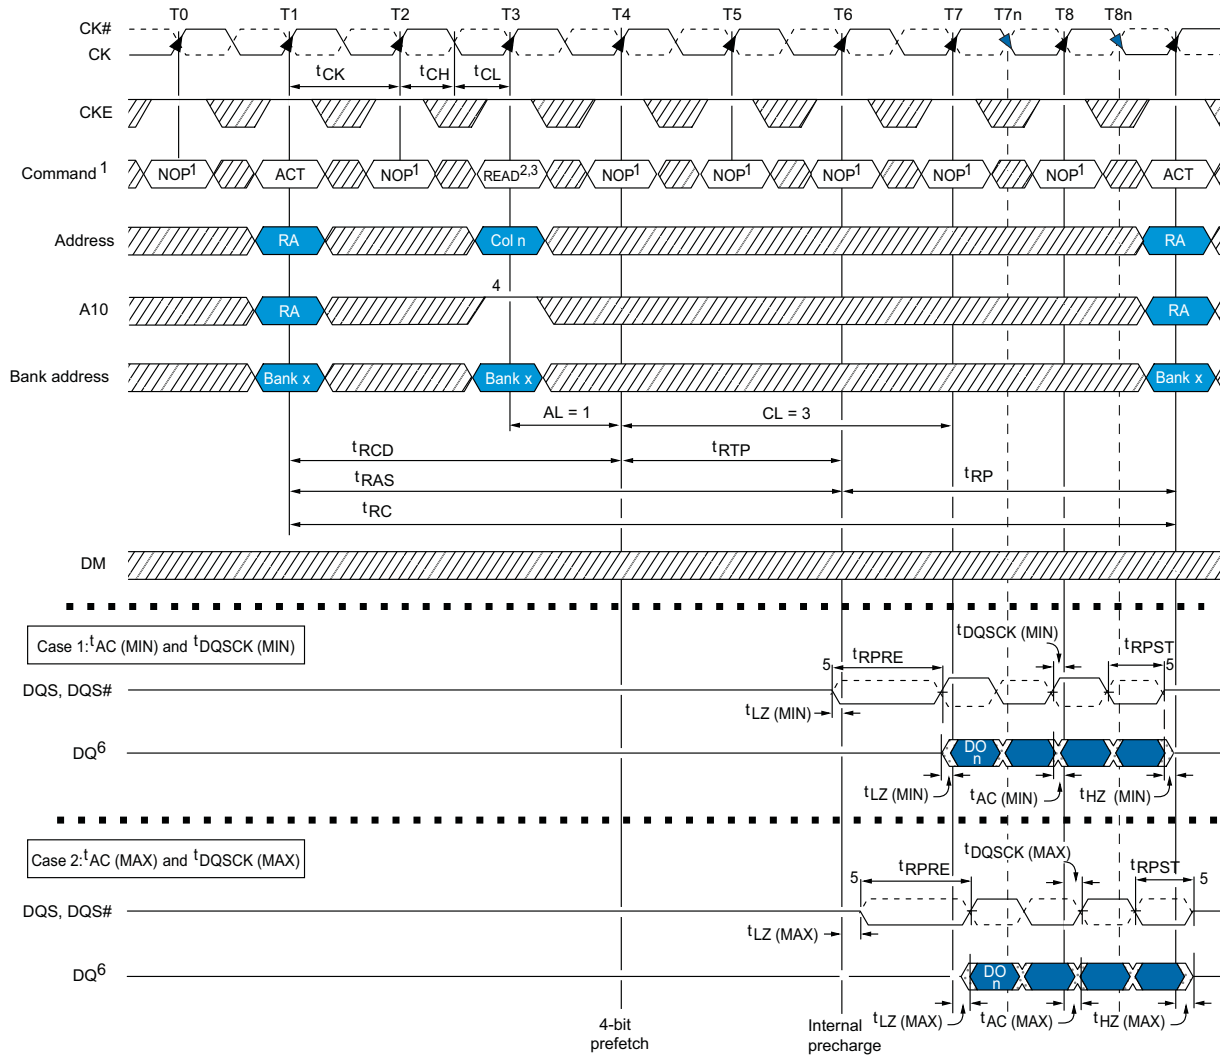 T0 T1 T2 T3 T4 T5 T6 T7 T7n T8 T8n
CK#
CK
tCK tCH tCL
CKE
Command 1 NOP1 ACT NOP1 READ2,3 NOP1 NOP1 NOP1 NOP1 NOP1 ACT
Address RA Col n RA
4
A10 RA RA
Bank address Bank x Bank x Bank x
AL = 1 CL = 3
tRCD tRTP
tRAS tRP
tRC
DM
Case 1:tAC (MIN) and tDQSCK (MIN)
tDQSCK (MIN)
5 tRPRE tRPST 5
DQS, DQS#
tLZ (MIN)
DQ6 DO
n
tLZ (MIN) tAC (MIN) tHZ (MIN)
Case 2:tAC (MAX) and tDQSCK (MAX)
tDQSCK (MAX)
5 tRPRE tRPST 5
DQS, DQS#
tLZ (MAX)
DQ6 DO
n
tLZ (MAX) tAC (MAX) tHZ (MAX)
4-bit
prefetch
Internal
precharge